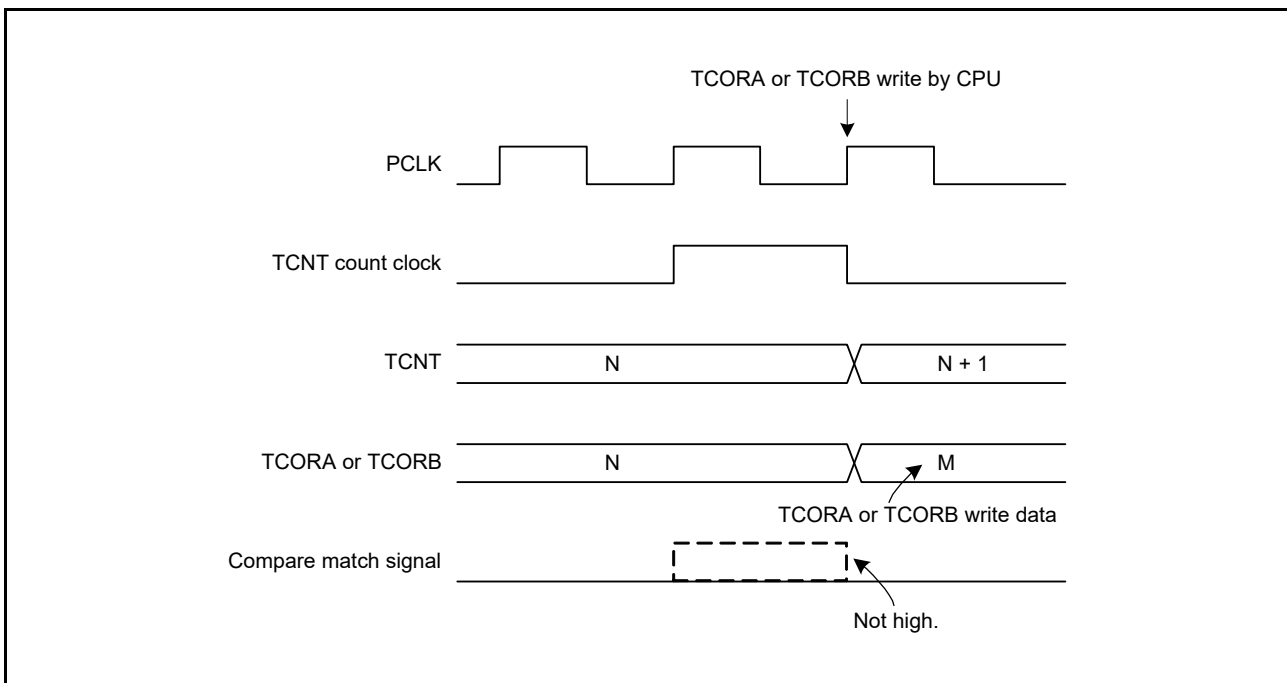 TCORA or TCORB write by CPU
PCLK
TCNT count clock
TCNT
N
N + 1
TCORA or TCORB
N
M
TCORA or TCORB write data
Compare match signal
Not high.